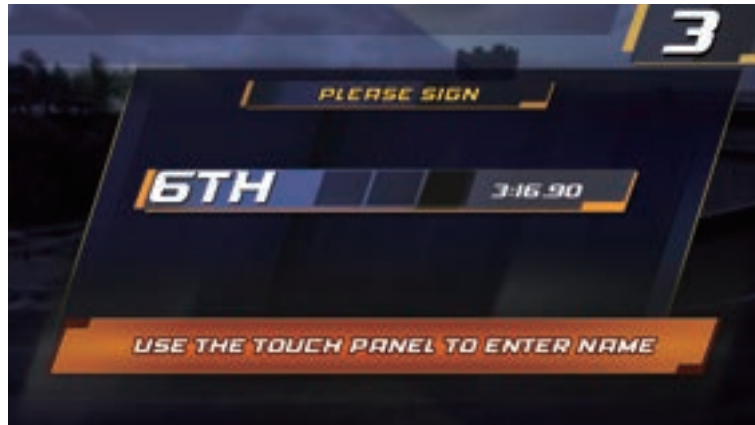 3
PLEASE SIGN
6TH 3:16.90
USE THE TOUCH PANEL TO ENTER NAME